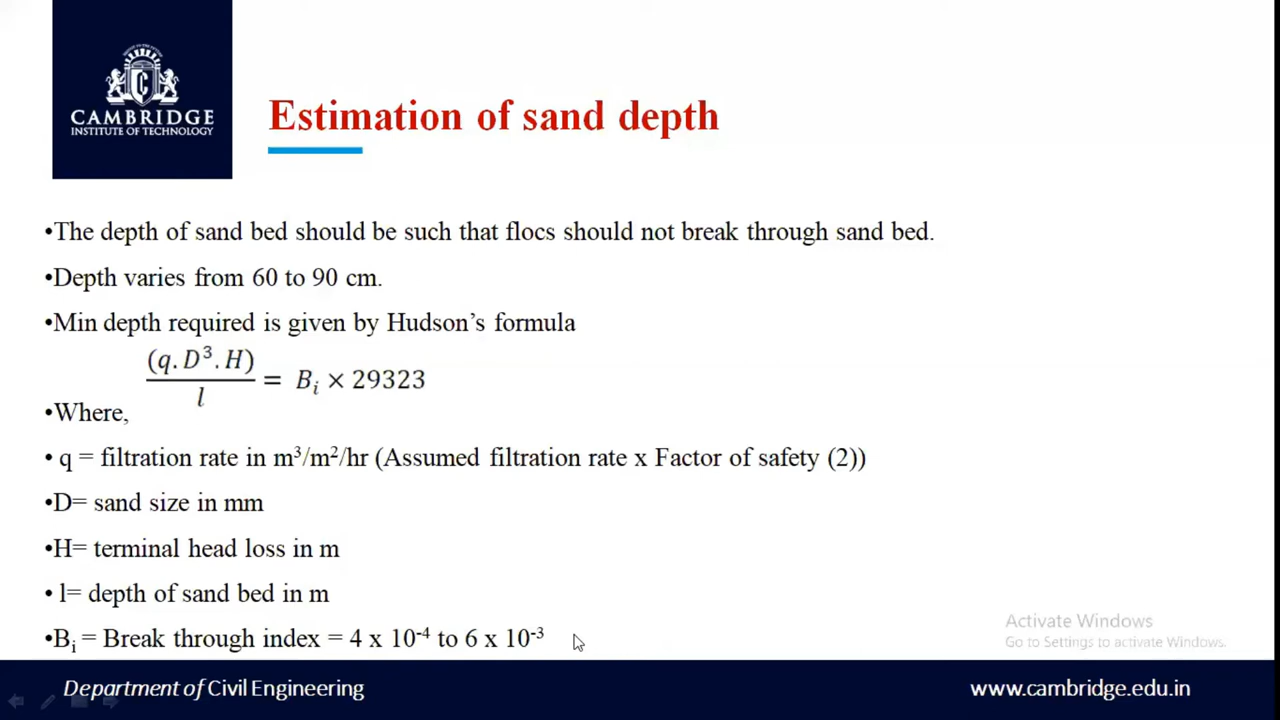 CAMBRIDGE
INSTITUTE OF TECHNOLOGY
Estimation of sand depth
•The depth of sand bed should be such that flocs should not break through sand bed.
•Depth varies from 60 to 90 cm.
•Min depth required is given by Hudson’s formula
(q.D³.H)/l = Bᵢ × 29323
•Where,
• q = filtration rate in m³/m²/hr (Assumed filtration rate x Factor of safety (2))
•D= sand size in mm
•H= terminal head loss in m
• l= depth of sand bed in m
•Bᵢ = Break through index = 4 x 10⁻⁴ to 6 x 10⁻³
Activate Windows
Go to Settings to activate Windows.
Department of Civil Engineering
www.cambridge.edu.in